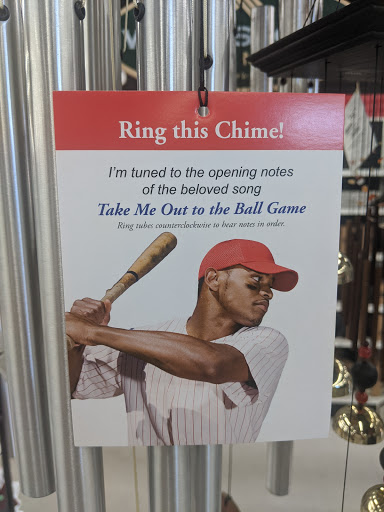 Ring this Chime!
I'm tuned to the opening notes
of the beloved song
Take Me Out to the Ball Game
Ring tubes counterclockwise to hear notes in order.